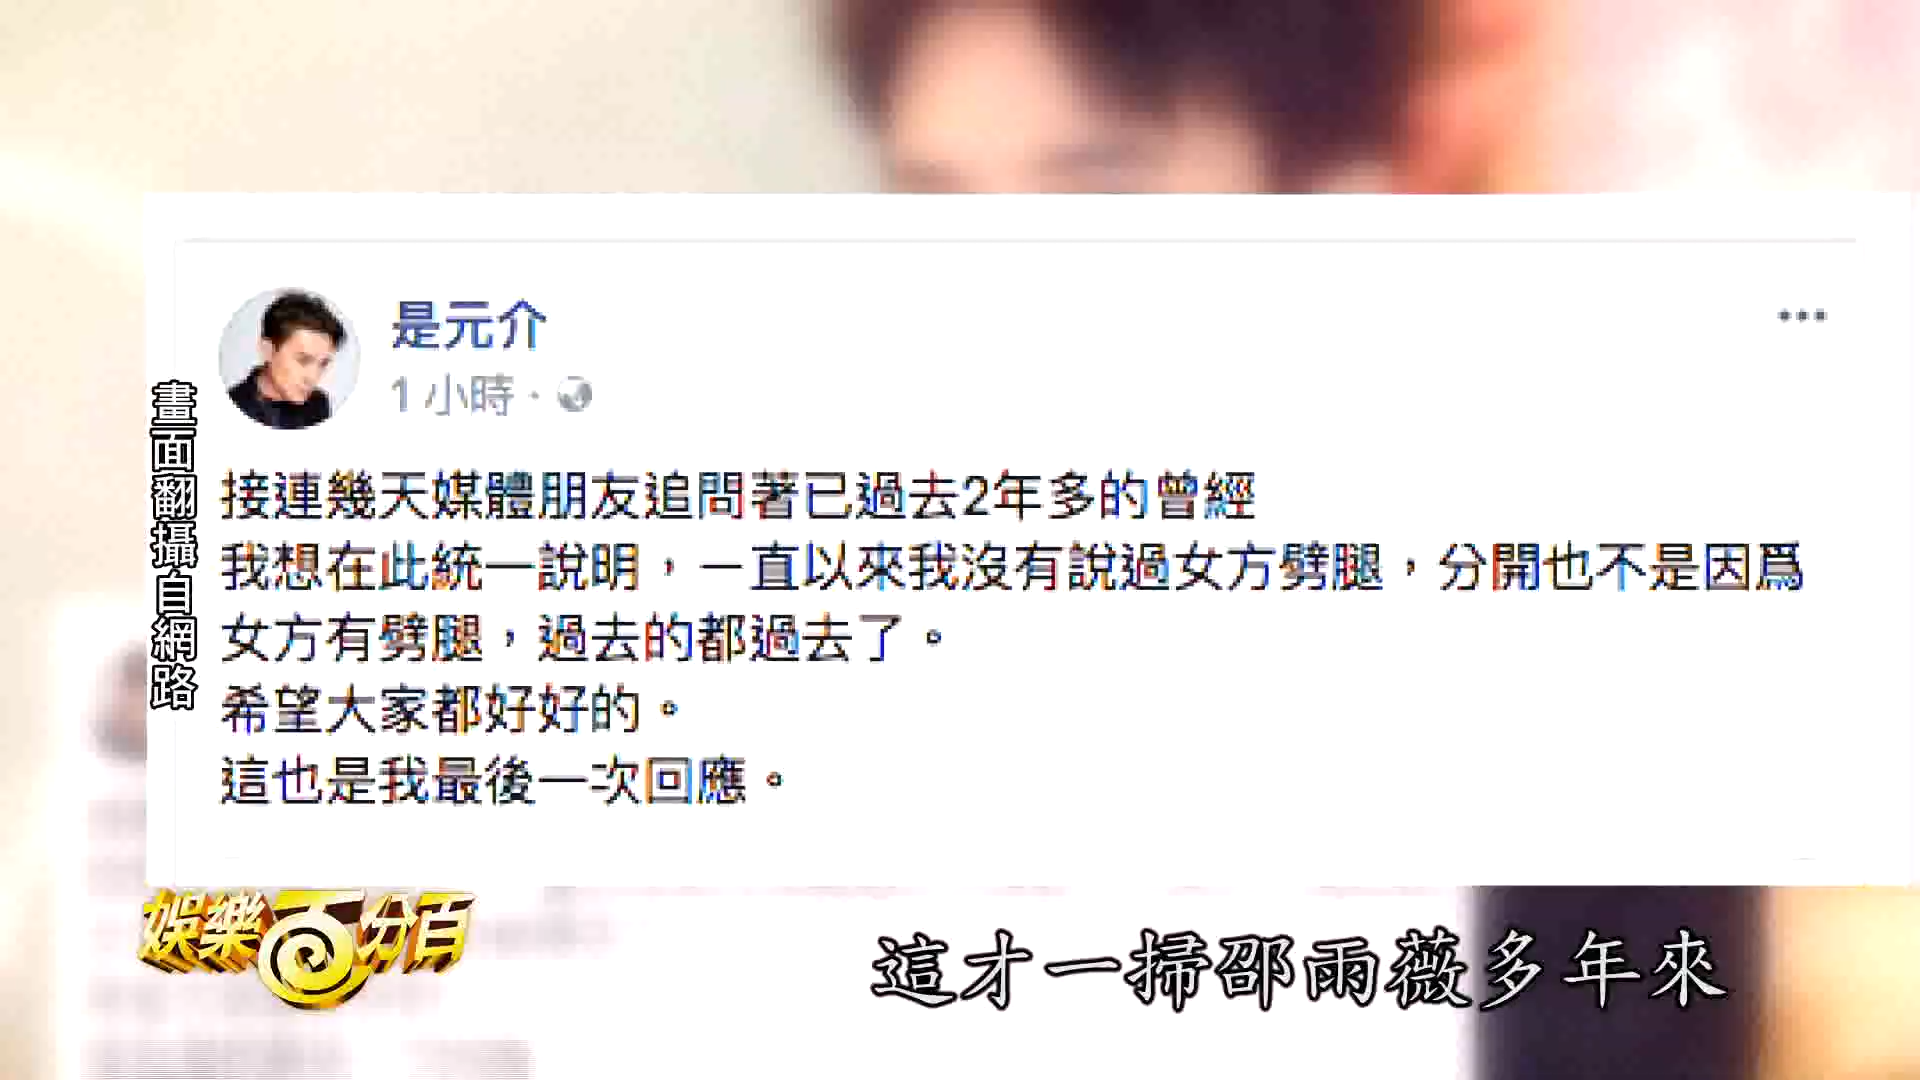 是元介
1 小時
接連幾天媒體朋友追問著已過去2年多的曾經
我想在此統一說明，一直以來我沒有說過女方劈腿，分開也不是因爲
女方有劈腿，過去的都過去了。
希望大家都好好的。
這也是我最後一次回應。
畫面翻攝自網路
娛樂百分百
這才一掃邵雨薇多年來